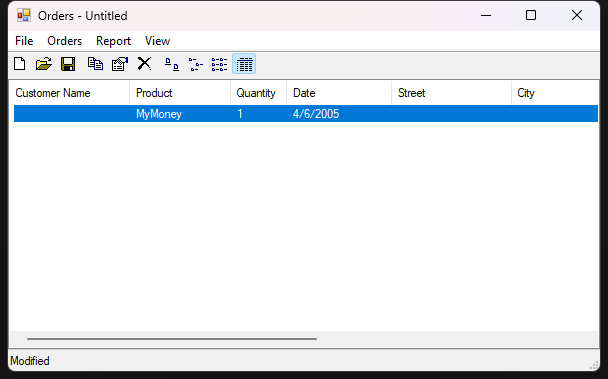 Orders - Untitled
File Orders Report View
Customer Name Product Quantity Date Street City
MyMoney 1 4/6/2005
Modified